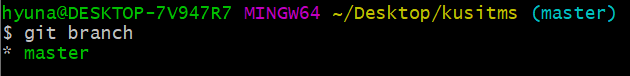 hyuna@DESKTOP-7V947R7 MINGW64 ~/Desktop/kusitms (master)
$ git branch
* master